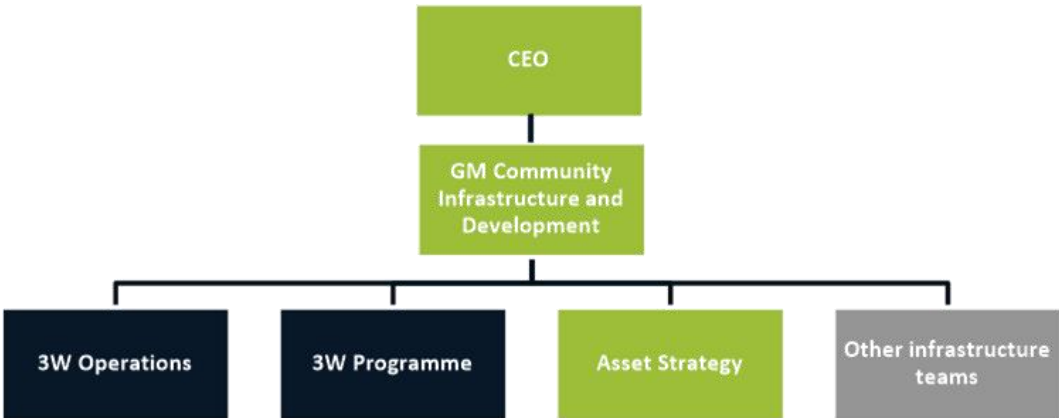 CEO
GM Community
Infrastructure and
Development
3W Operations
3W Programme
Asset Strategy
Other infrastructure
teams